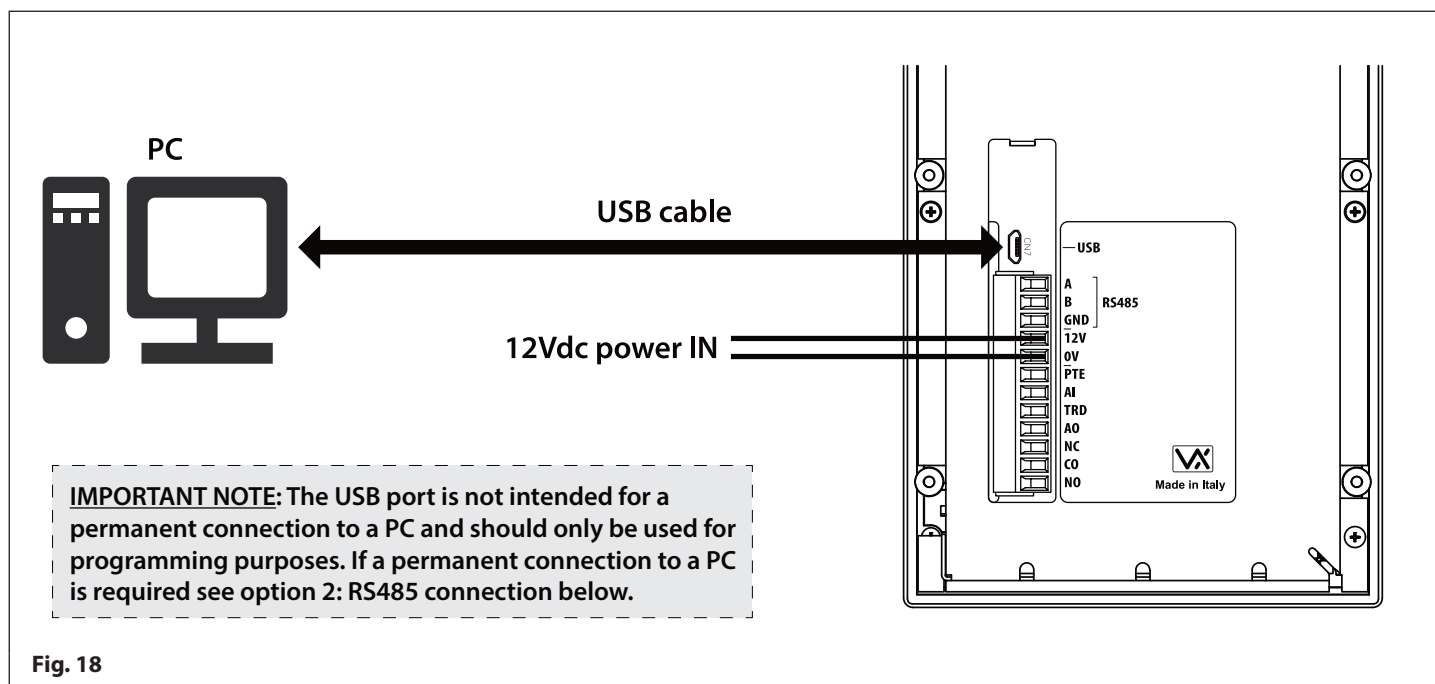 PC
USB cable
CN7
USB
A
B
RS485
GND
12V
12Vdc power IN
0V
PTE
AI
TRD
AO
NC
CO
NO
VX
Made in Italy
IMPORTANT NOTE: The USB port is not intended for a
permanent connection to a PC and should only be used for
programming purposes. If a permanent connection to a PC
is required see option 2: RS485 connection below.
Fig. 18